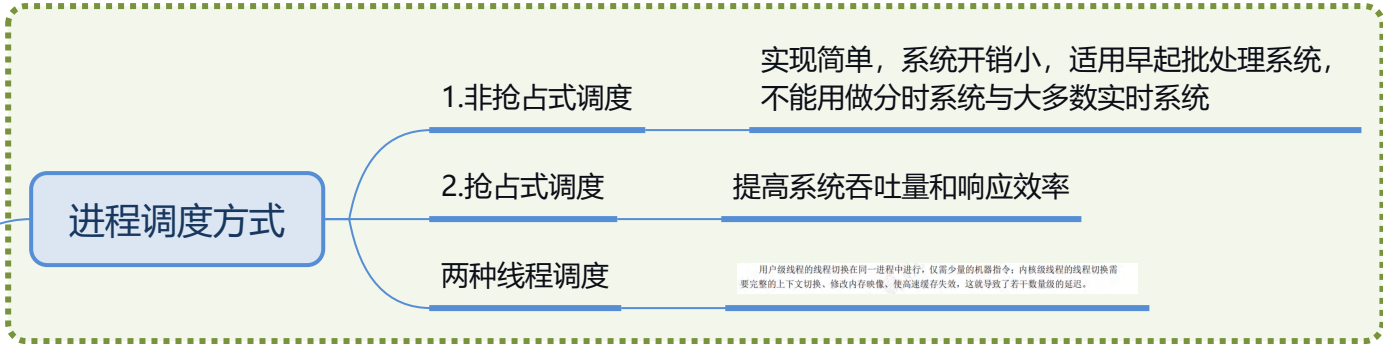 进程调度方式
1.非抢占式调度
实现简单，系统开销小，适用早起批处理系统，
不能用做分时系统与大多数实时系统
2.抢占式调度
提高系统吞吐量和响应效率
两种线程调度
用户级线程的线程切换在同一进程中进行，仅需少量的机器指令；内核级线程的线程切换需
要完整的上下文切换、修改内存映像、使高速缓存失效，这就导致了若干数量级的延迟。